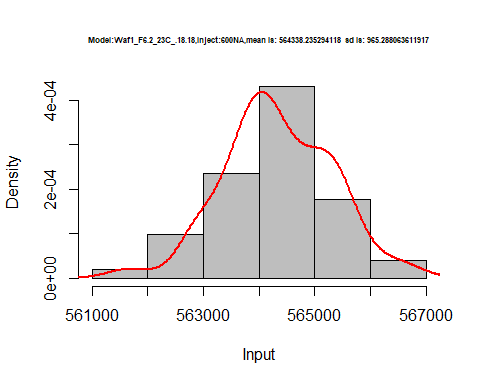 Model:Waf1_F6.2_23C_.18.18,Inject:600NA,mean is: 564338.235294118  sd is: 965.288063611917
Density
4e-04
2e-04
0e+00
561000 563000 565000 567000
Input